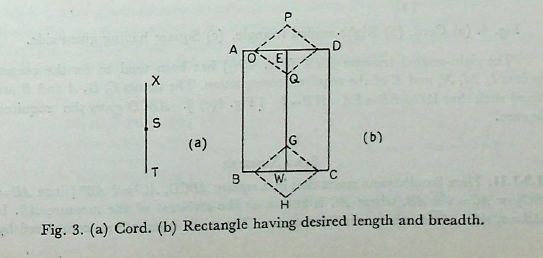 P
A O E D
Q
X
S
T
(a)
(b)
G
B W C
H
Fig. 3. (a) Cord. (b) Rectangle having desired length and breadth.